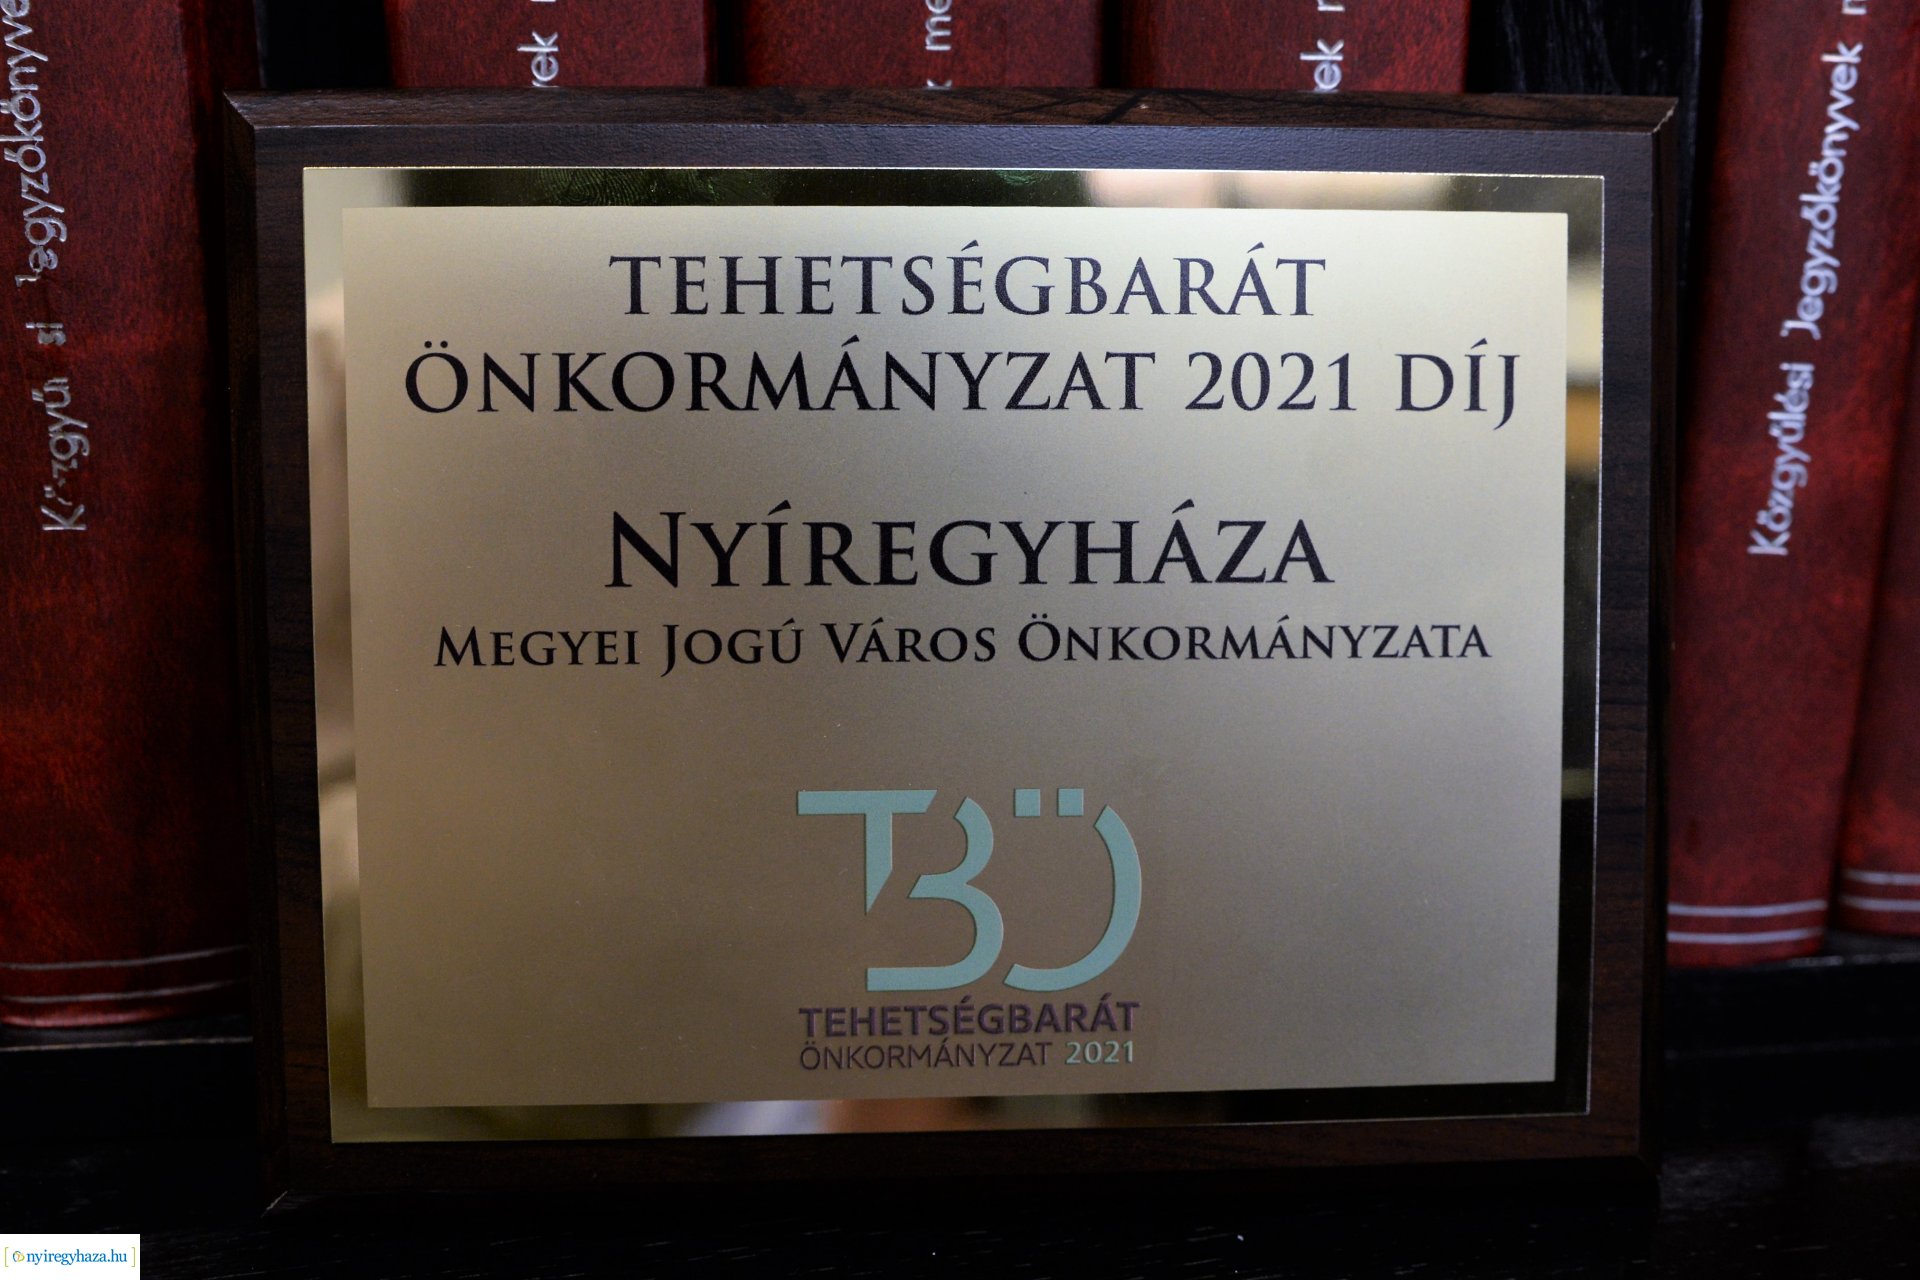 TEHETSÉGBARÁT
ÖNKORMÁNYZAT 2021 DÍJ
NYÍREGYHÁZA
MEGYEI JOGÚ VÁROS ÖNKORMÁNYZATA
TBÖ
TEHETSÉGBARÁT
ÖNKORMÁNYZAT 2021
Jegyzőkönyvek
Közgyűlési Jegyzőkönyvek
nyiregyhaza.hu